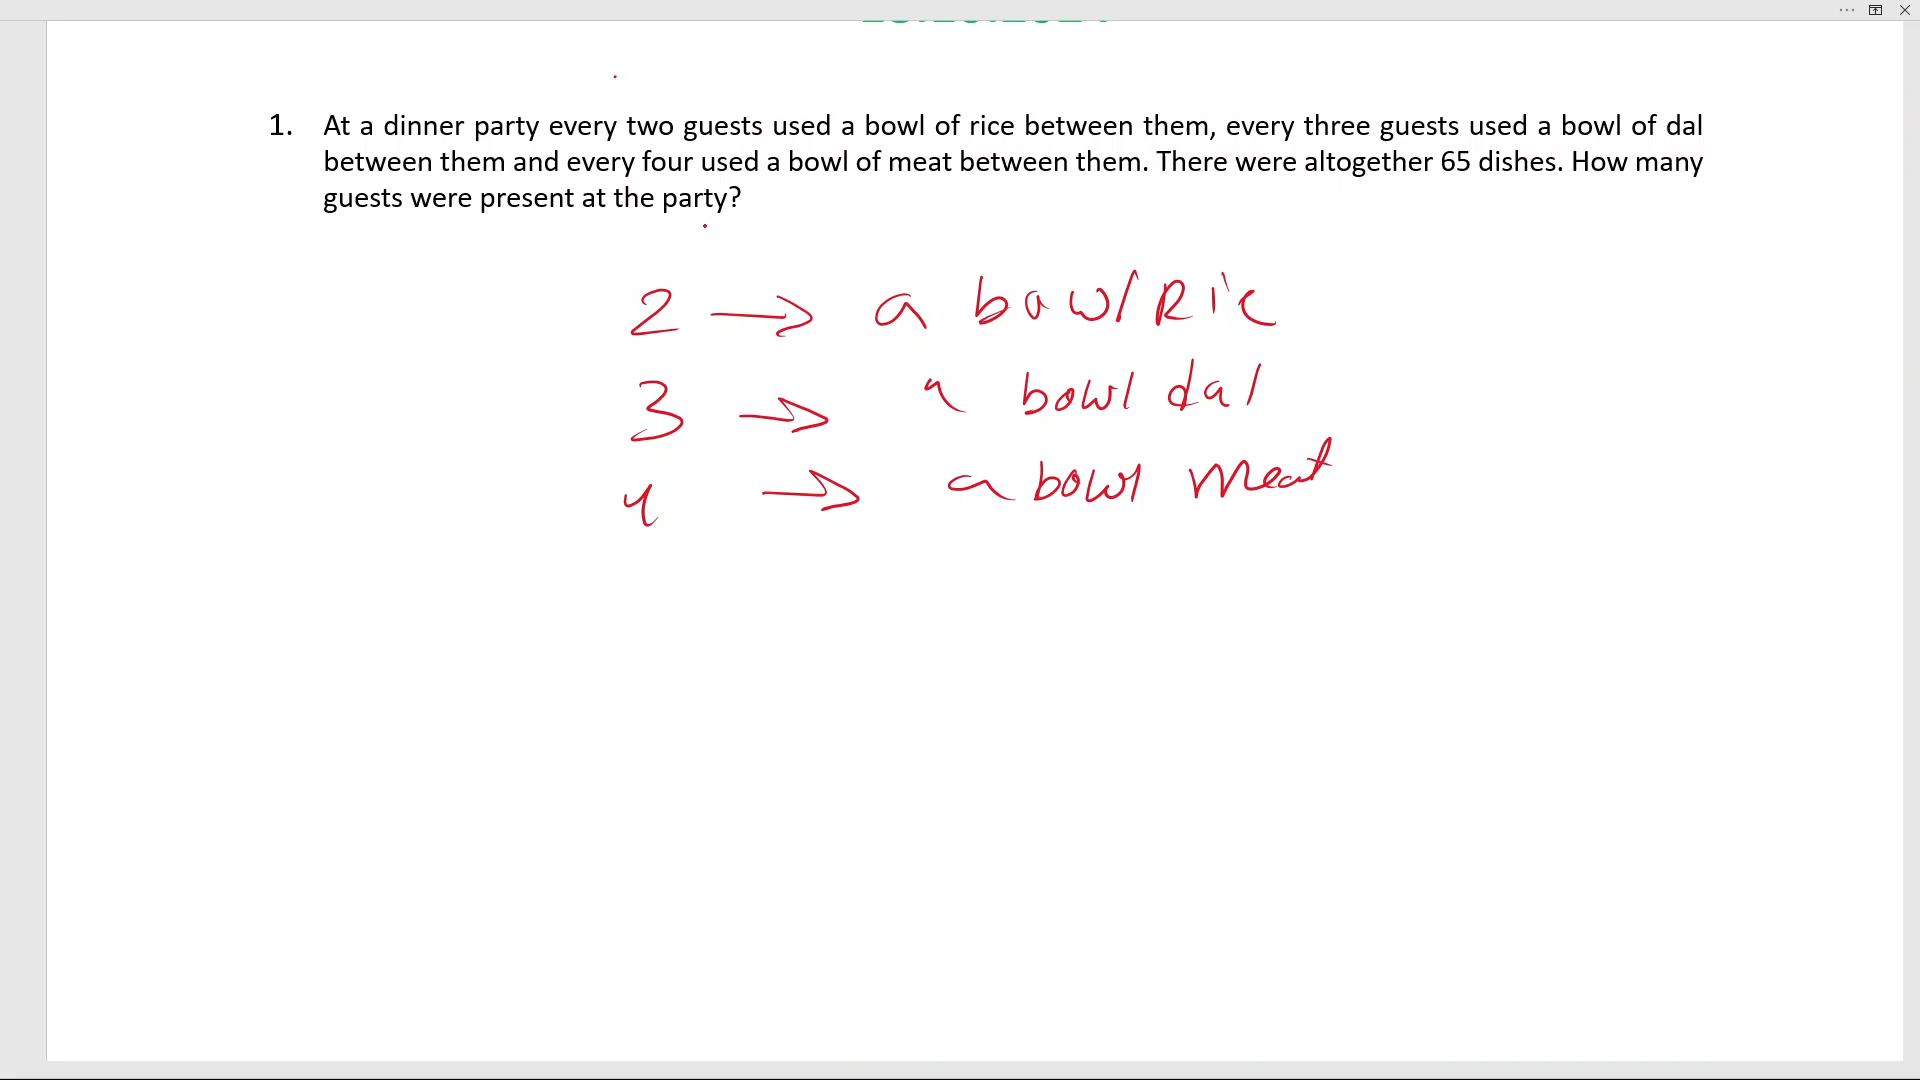 1. At a dinner party every two guests used a bowl of rice between them, every three guests used a bowl of dal
between them and every four used a bowl of meat between them. There were altogether 65 dishes. How many
guests were present at the party?
2 → a bowl Ric
3 → a bowl dal
4 → a bowl meat